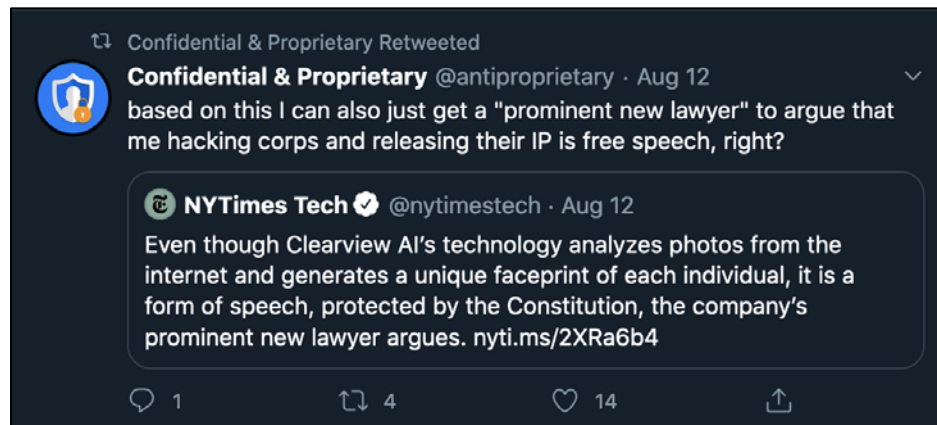 Confidential & Proprietary Retweeted
Confidential & Proprietary @antiproprietary · Aug 12
based on this I can also just get a "prominent new lawyer" to argue that
me hacking corps and releasing their IP is free speech, right?
NYTimes Tech @nytimestech · Aug 12
Even though Clearview AI’s technology analyzes photos from the
internet and generates a unique faceprint of each individual, it is a
form of speech, protected by the Constitution, the company’s
prominent new lawyer argues. nyti.ms/2XRa6b4
1 4 14